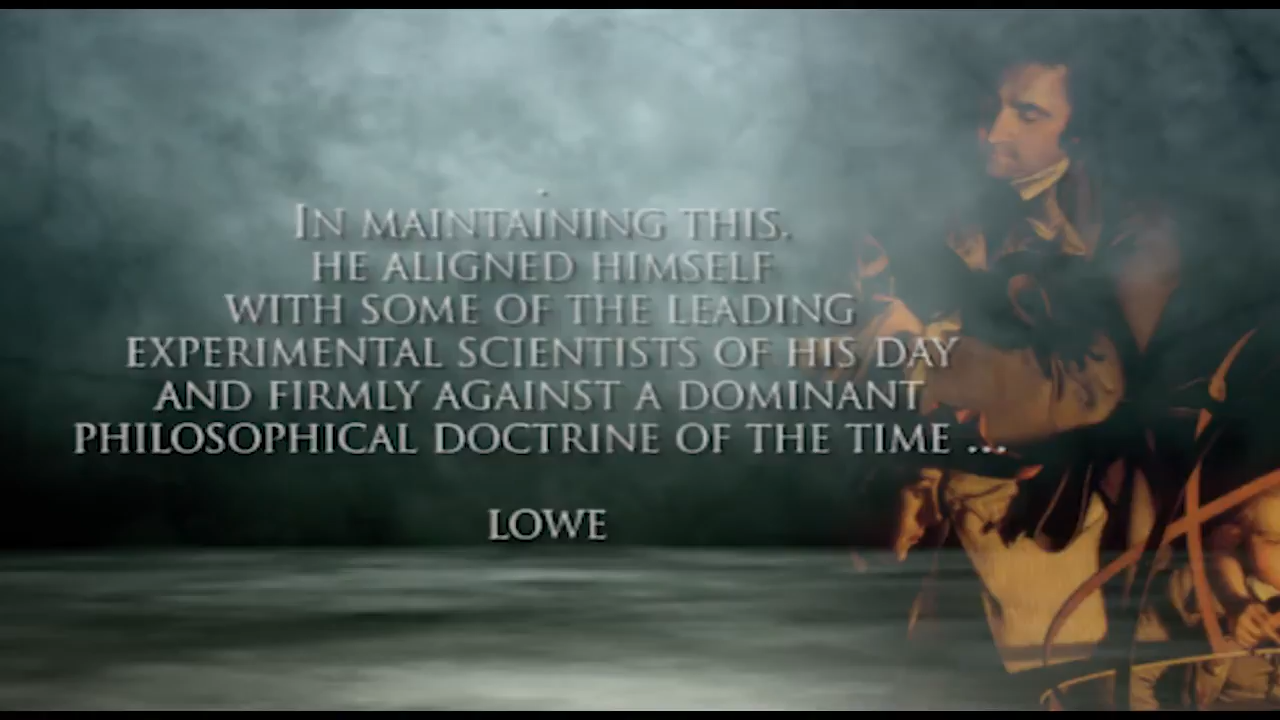 IN MAINTAINING THIS,
HE ALIGNED HIMSELF
WITH SOME OF THE LEADING
EXPERIMENTAL SCIENTISTS OF HIS DAY
AND FIRMLY AGAINST A DOMINANT
PHILOSOPHICAL DOCTRINE OF THE TIME ...
LOWE